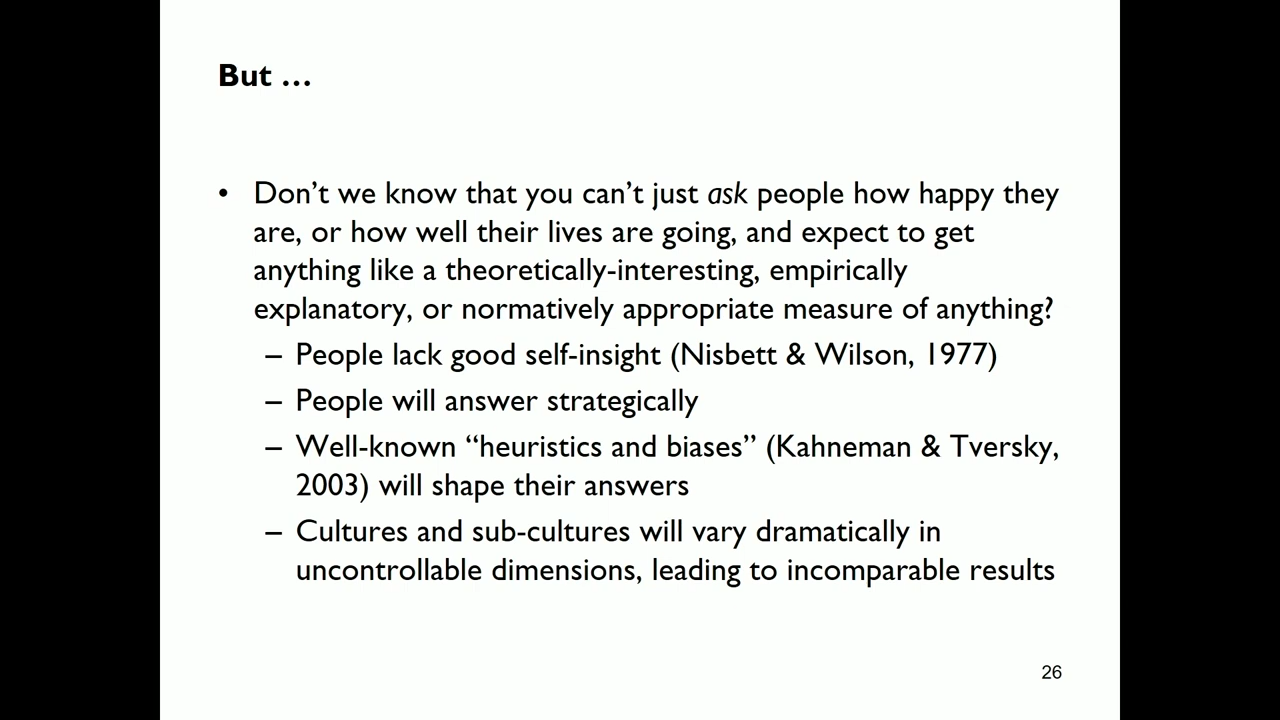 But …
• Don’t we know that you can’t just ask people how happy they
are, or how well their lives are going, and expect to get
anything like a theoretically-interesting, empirically
explanatory, or normatively appropriate measure of anything?
– People lack good self-insight (Nisbett & Wilson, 1977)
– People will answer strategically
– Well-known “heuristics and biases” (Kahneman & Tversky,
2003) will shape their answers
– Cultures and sub-cultures will vary dramatically in
uncontrollable dimensions, leading to incomparable results
26